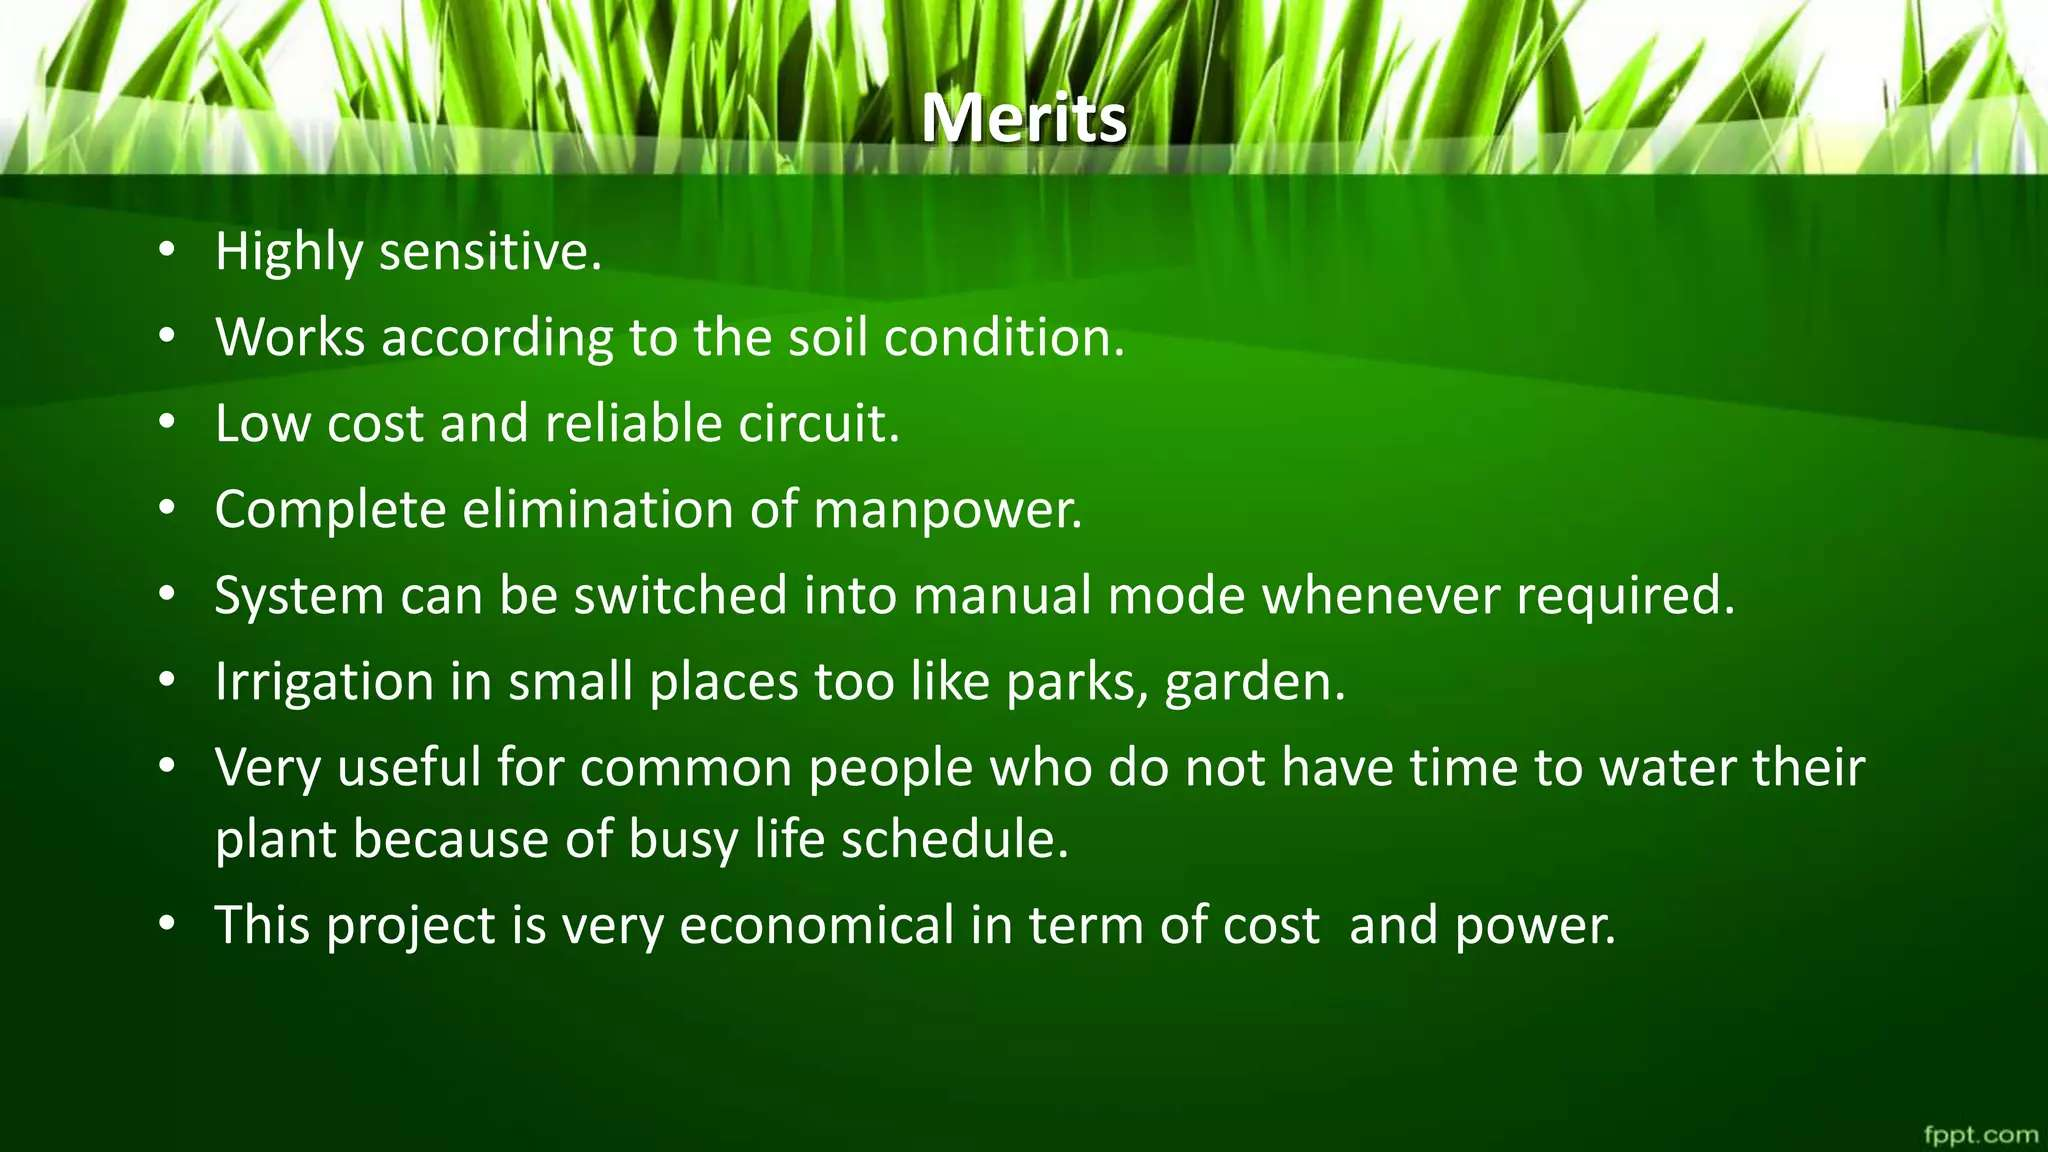 Merits
• Highly sensitive.
• Works according to the soil condition.
• Low cost and reliable circuit.
• Complete elimination of manpower.
• System can be switched into manual mode whenever required.
• Irrigation in small places too like parks, garden.
• Very useful for common people who do not have time to water their
plant because of busy life schedule.
• This project is very economical in term of cost  and power.
fppt.com